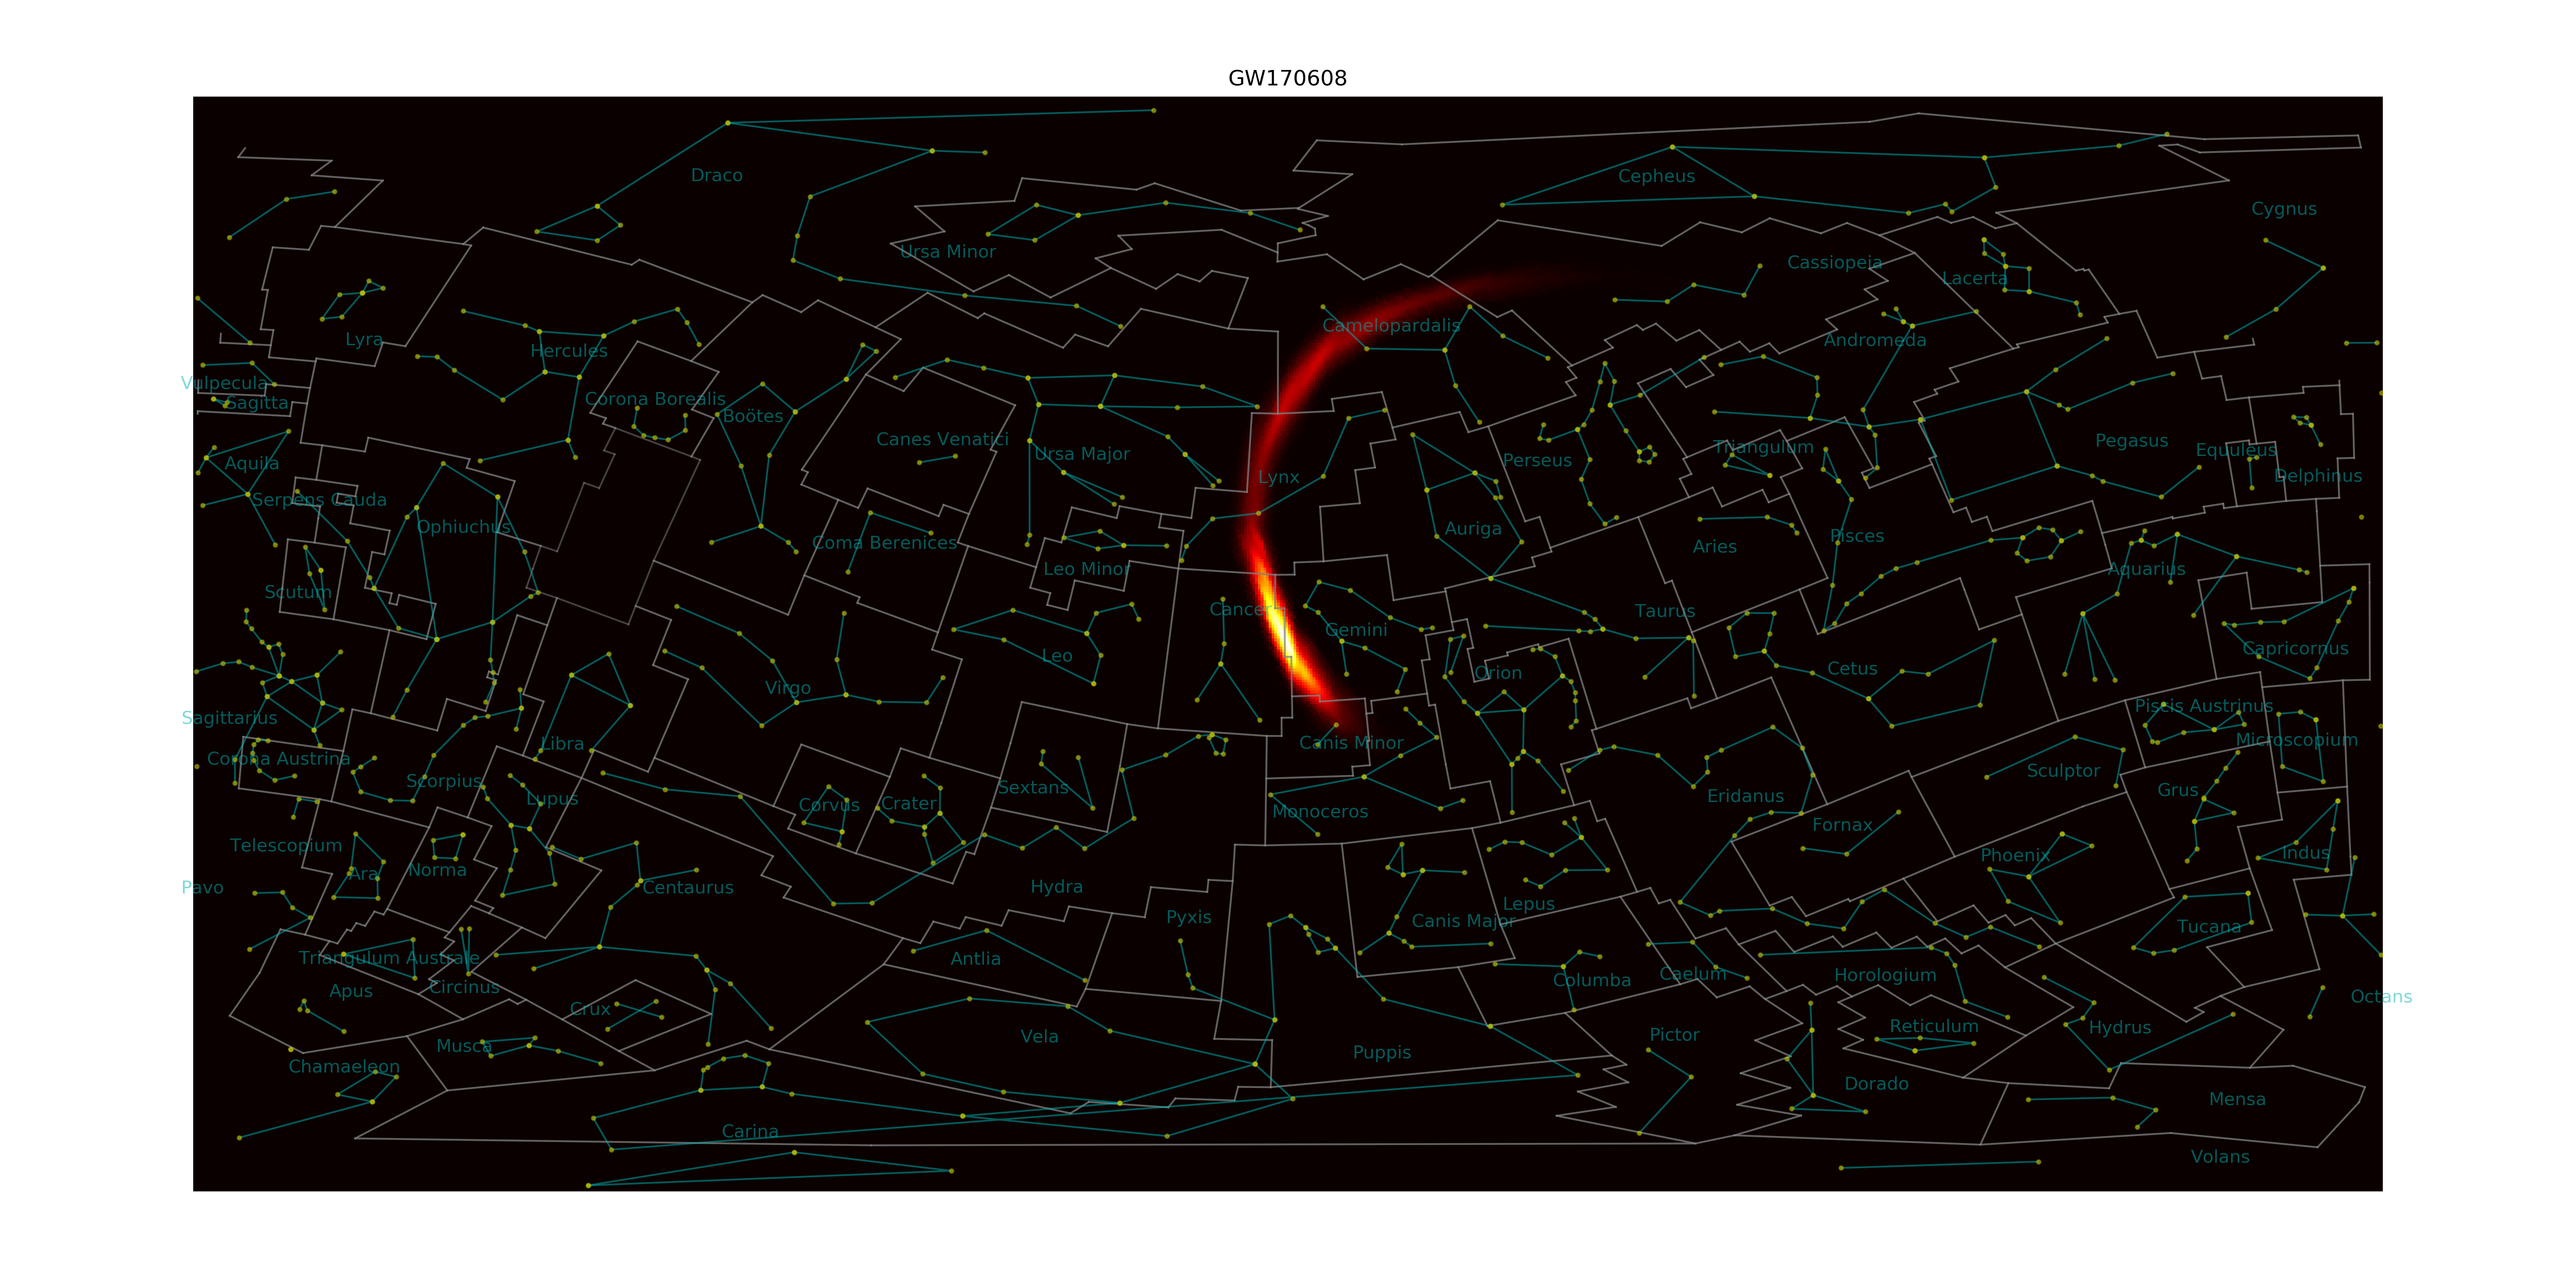 GW170608
Draco
Cepheus
Cygnus
Ursa Minor
Cassiopeia
Lacerta
Camelopardalis
Lyra
Hercules
Andromeda
Vulpecula
Sagitta
Corona Borealis
Boötes
Canes Venatici
Ursa Major
Lynx
Perseus
Triangulum
Pegasus
Equuleus
Delphinus
Aquila
Serpens Cauda
Ophiuchus
Coma Berenices
Leo Minor
Auriga
Aries
Pisces
Aquarius
Scutum
Cancer
Gemini
Taurus
Leo
Virgo
Orion
Cetus
Capricornus
Sagittarius
Corona Austrina
Libra
Scorpius
Lupus
Canis Minor
Piscis Austrinus
Microscopium
Sculptor
Grus
Corvus
Crater
Sextans
Monoceros
Eridanus
Fornax
Telescopium
Ara
Norma
Phoenix
Indus
Pavo
Centaurus
Hydra
Pyxis
Canis Major
Lepus
Tucana
Triangulum Australe
Antlia
Columba
Caelum
Horologium
Apus
Circinus
Crux
Octans
Musca
Vela
Puppis
Pictor
Reticulum
Hydrus
Chamaeleon
Dorado
Mensa
Carina
Volans